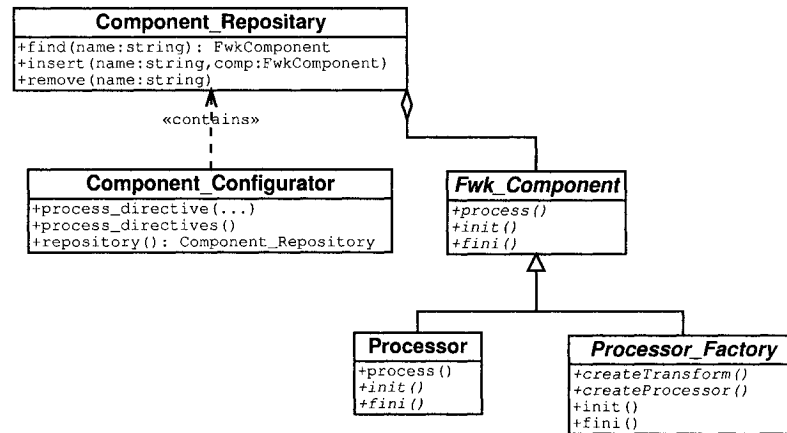 Component_Repositary
+find(name:string): FwkComponent
+insert(name:string,comp:FwkComponent)
+remove(name:string)
«contains»
Component_Configurator
+process_directive(...)
+process_directives()
+repository(): Component_Repository
Fwk_Component
+process()
+init()
+fini()
Processor
+process()
+init()
+fini()
Processor_Factory
+createTransform()
+createProcessor()
+init()
+fini()